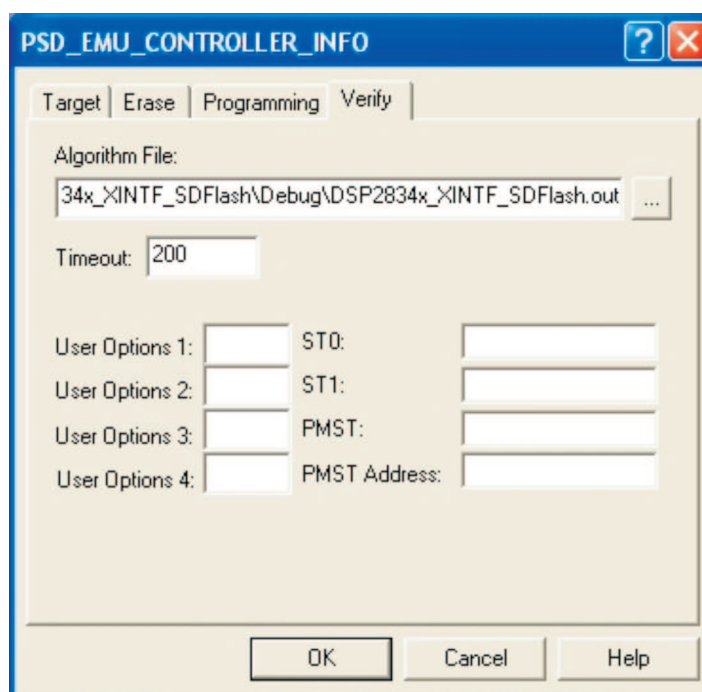 PSD_EMU_CONTROLLER_INFO
Target Erase Programming Verify
Algorithm File:
34x_XINTF_SDFlash\Debug\DSP2834x_XINTF_SDFlash.out ...
Timeout: 200
User Options 1: ST0:
User Options 2: ST1:
User Options 3: PMST:
User Options 4: PMST Address:
OK Cancel Help